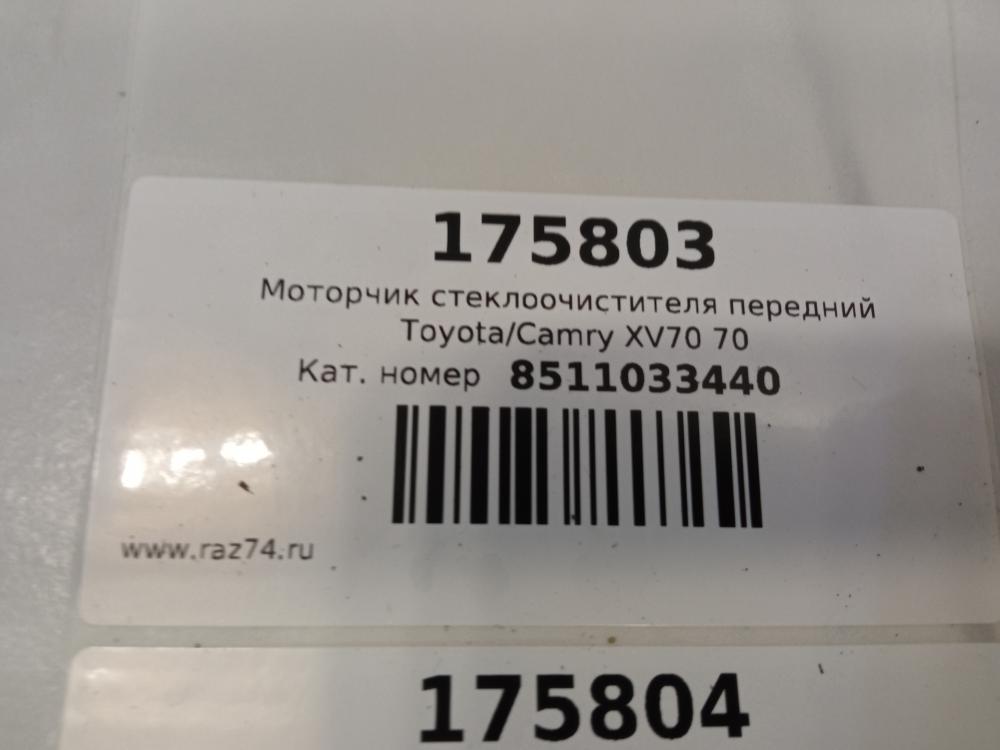 175803
Моторчик стеклоочистителя передний
Toyota/Camry XV70 70
Кат. номер 8511033440
www.raz74.ru
175804